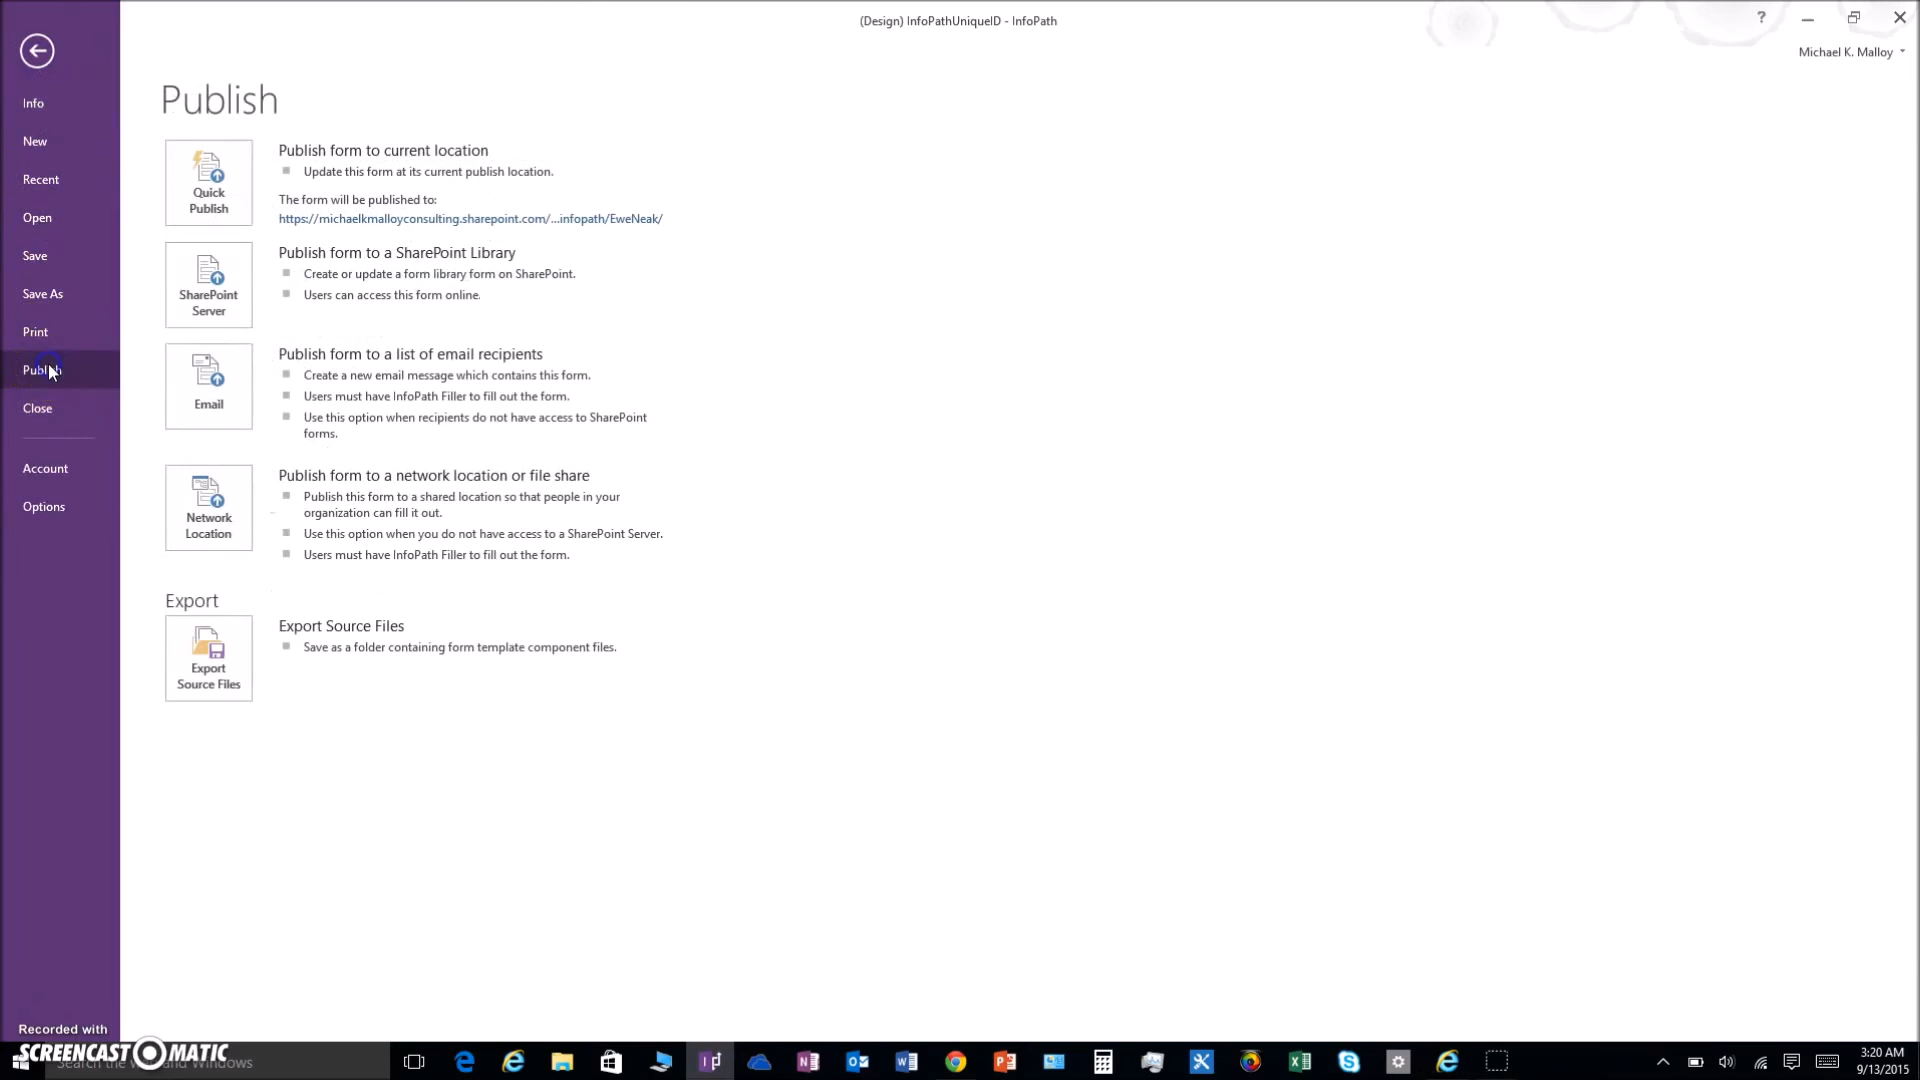 (Design) InfoPathUniqueID - InfoPath
?
Michael K. Malloy
Info
New
Recent
Open
Save
Save As
Print
Publish
Close
Account
Options
Publish
Quick
Publish
Publish form to current location
Update this form at its current publish location.
The form will be published to:
https://michaelkmalloyconsulting.sharepoint.com/...infopath/EweNeak/
SharePoint
Server
Publish form to a SharePoint Library
Create or update a form library form on SharePoint.
Users can access this form online.
Email
Publish form to a list of email recipients
Create a new email message which contains this form.
Users must have InfoPath Filler to fill out the form.
Use this option when recipients do not have access to SharePoint
forms.
Network
Location
Publish form to a network location or file share
Publish this form to a shared location so that people in your
organization can fill it out.
Use this option when you do not have access to a SharePoint Server.
Users must have InfoPath Filler to fill out the form.
Export
Export
Source Files
Export Source Files
Save as a folder containing form template component files.
Recorded with
SCREENCAST MATIC
Search the and Windows
3:20 AM
9/13/2015